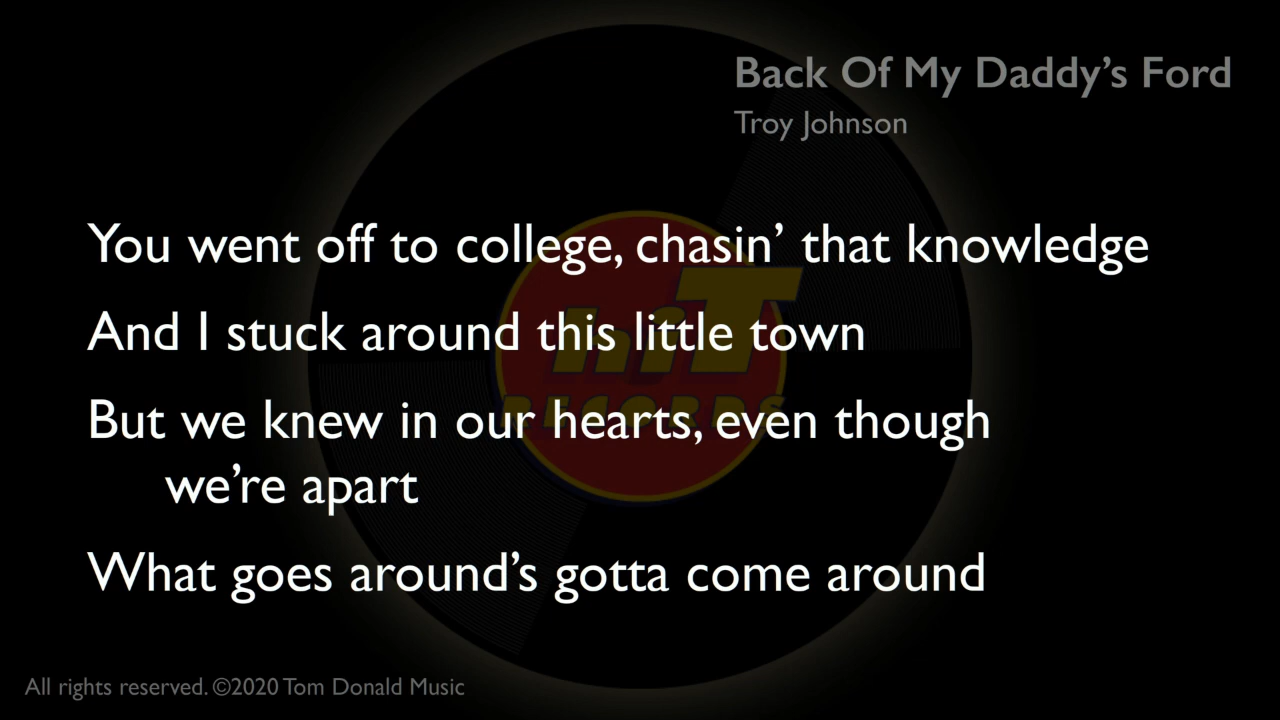 Back Of My Daddy’s Ford
Troy Johnson
You went off to college, chasin’ that knowledge
And I stuck around this little town
But we knew in our hearts, even though
we’re apart
What goes around’s gotta come around
hiT
RECORDS
All rights reserved. ©2020 Tom Donald Music